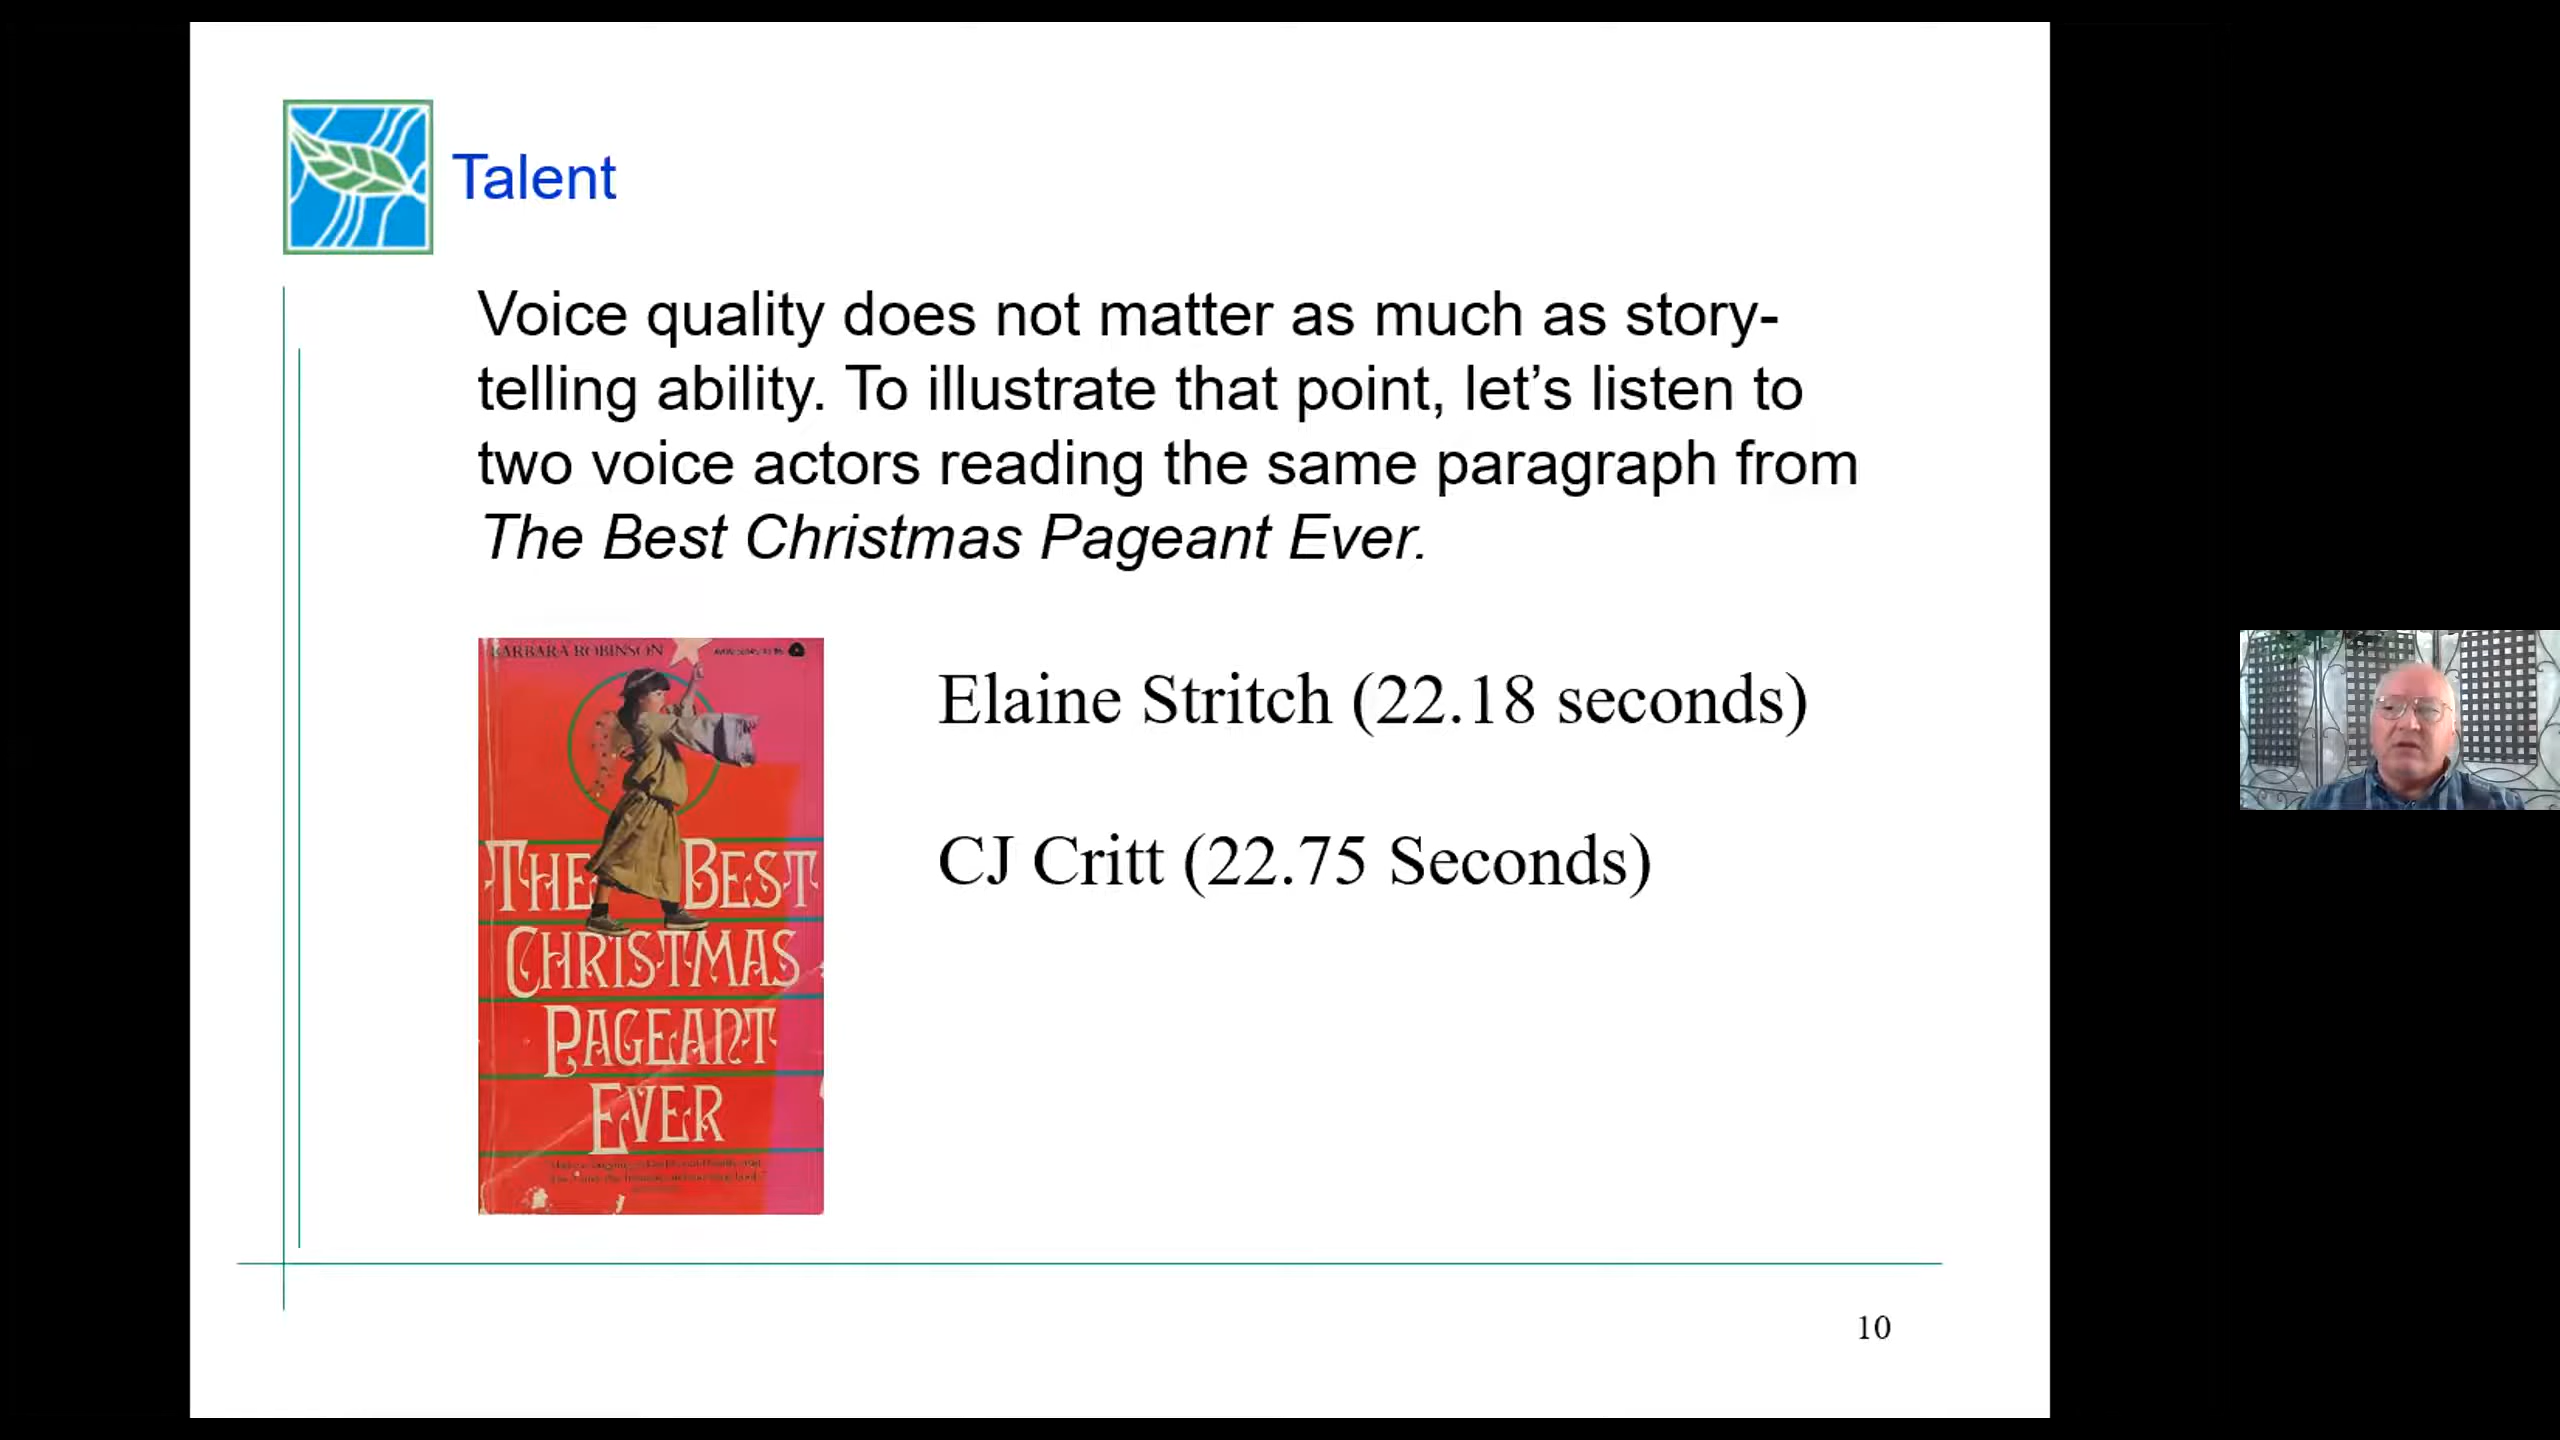 Talent
Voice quality does not matter as much as story-
telling ability. To illustrate that point, let’s listen to
two voice actors reading the same paragraph from
The Best Christmas Pageant Ever.
BARBARA ROBINSON
THE BEST
CHRISTMAS
PAGEANT
EVER
Elaine Stritch (22.18 seconds)
CJ Critt (22.75 Seconds)
10